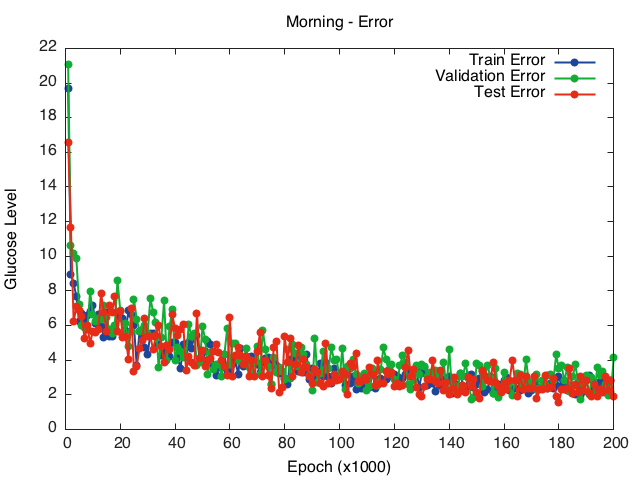 Morning - Error
Train Error
Validation Error
Test Error
22
20
18
16
14
12
10
8
6
4
2
0
Glucose Level
0 20 40 60 80 100 120 140 160 180 200
Epoch (x1000)